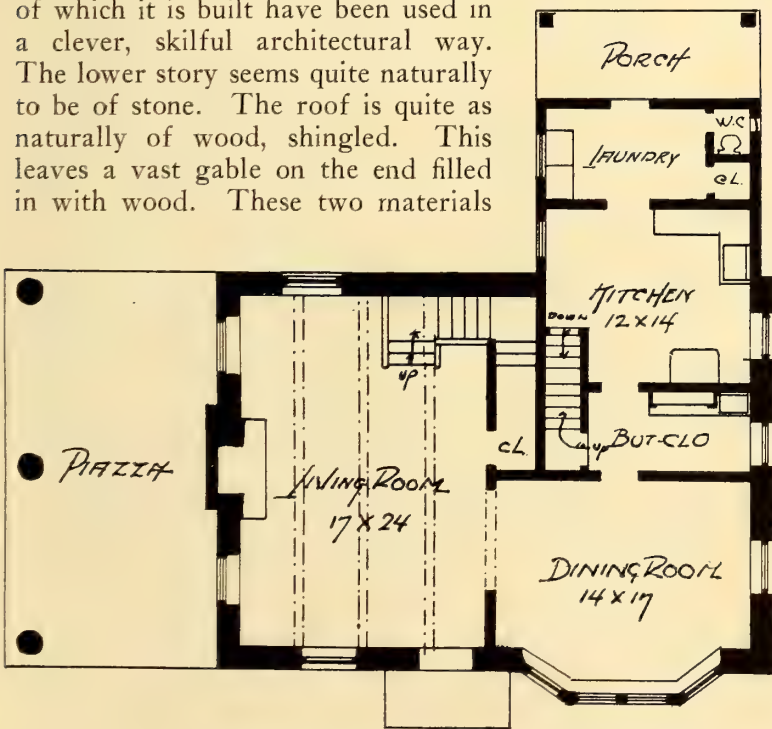 of which it is built have been used in
a clever, skilful architectural way.
The lower story seems quite naturally
to be of stone. The roof is quite as
naturally of wood, shingled. This
leaves a vast gable on the end filled
in with wood. These two materials
PORCH
W.C
LAUNDRY
CL.
KITCHEN
12 X 14
DOWN
UP
CL.
UP
BUT-CLO
PIAZZA
LIVING ROOM
17 X 24
DINING ROOM
14 X 17